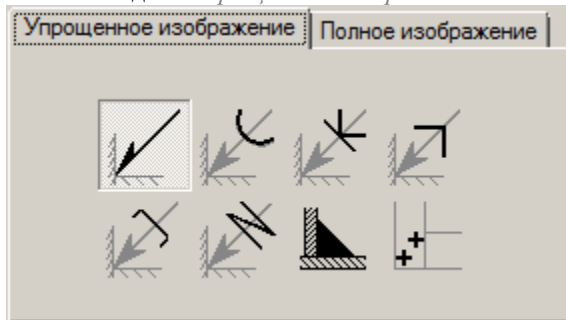 Упрощенное изображение
Полное изображение